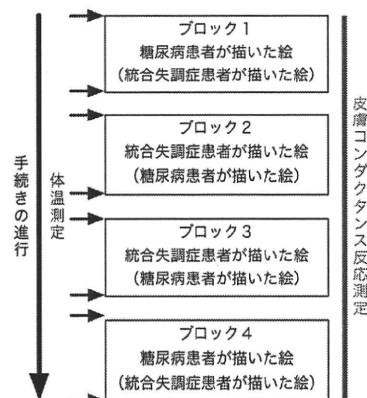 ブロック1
糖尿病患者が描いた絵
(統合失調症患者が描いた絵)
ブロック2
統合失調症患者が描いた絵
(糖尿病患者が描いた絵)
ブロック3
統合失調症患者が描いた絵
(糖尿病患者が描いた絵)
ブロック4
糖尿病患者が描いた絵
(統合失調症患者が描いた絵)
手続きの進行
体温測定
皮膚コンダクタンス反応測定